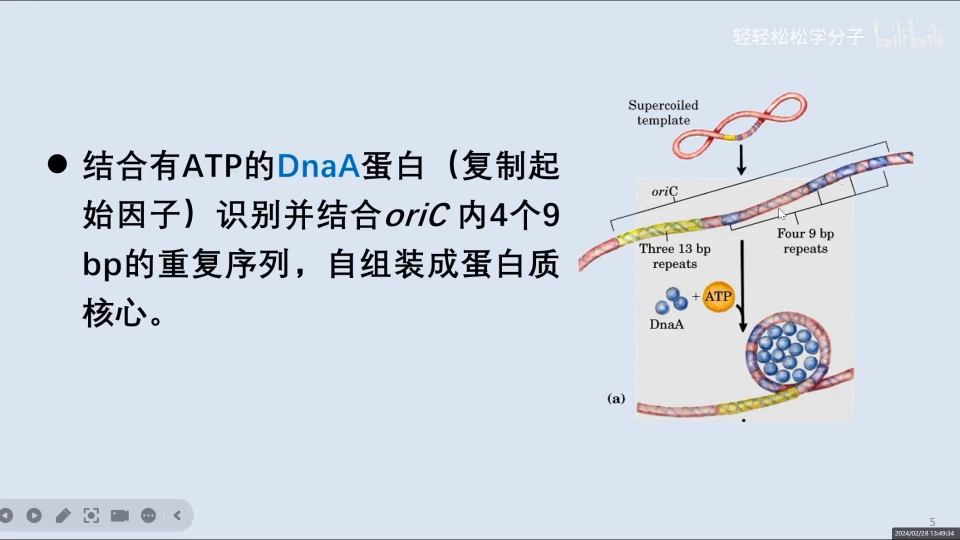 轻轻松松学分子 bilibili
● 结合有ATP的DnaA蛋白（复制起
始因子）识别并结合oriC 内4个9
bp的重复序列，自组装成蛋白质
核心。
Supercoiled
template
oriC
Three 13 bp
repeats
Four 9 bp
repeats
+ ATP
DnaA
(a)
5
2024/02/28 13:49:34